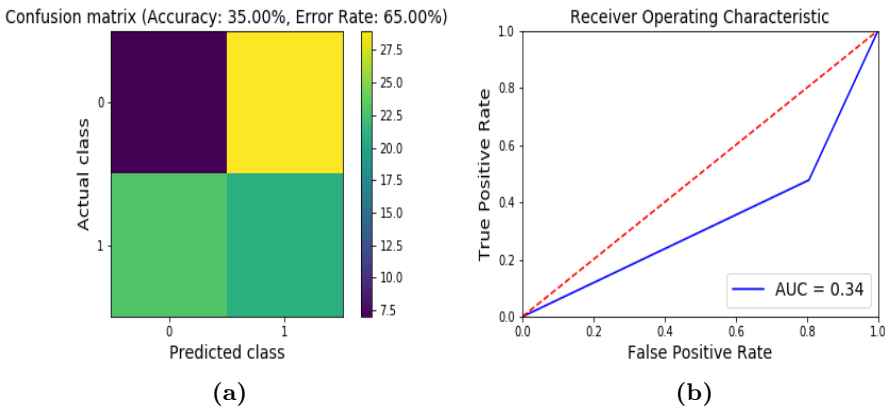 Confusion matrix (Accuracy: 35.00%, Error Rate: 65.00%)
0
1
Actual class
0
1
Predicted class
27.5
25.0
22.5
20.0
17.5
15.0
12.5
10.0
7.5
(a)
Receiver Operating Characteristic
1.0
0.8
0.6
0.4
0.2
0.0
True Positive Rate
AUC = 0.34
0.0
0.2
0.4
0.6
0.8
1.0
False Positive Rate
(b)